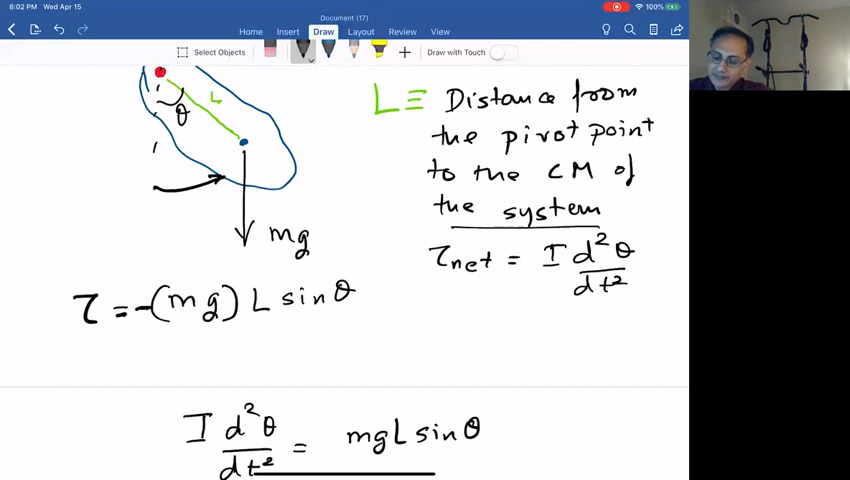 8:02 PM Wed Apr 15
100%
Document (17)
Home Insert Draw Layout Review View
Select Objects
Draw with Touch
L
θ
mg
L ≡ Distance from
the pivot point
to the CM of
the system
τnet = I d²θ/dt²
τ = -(mg) L sinθ
I d²θ/dt² = mgL sinθ